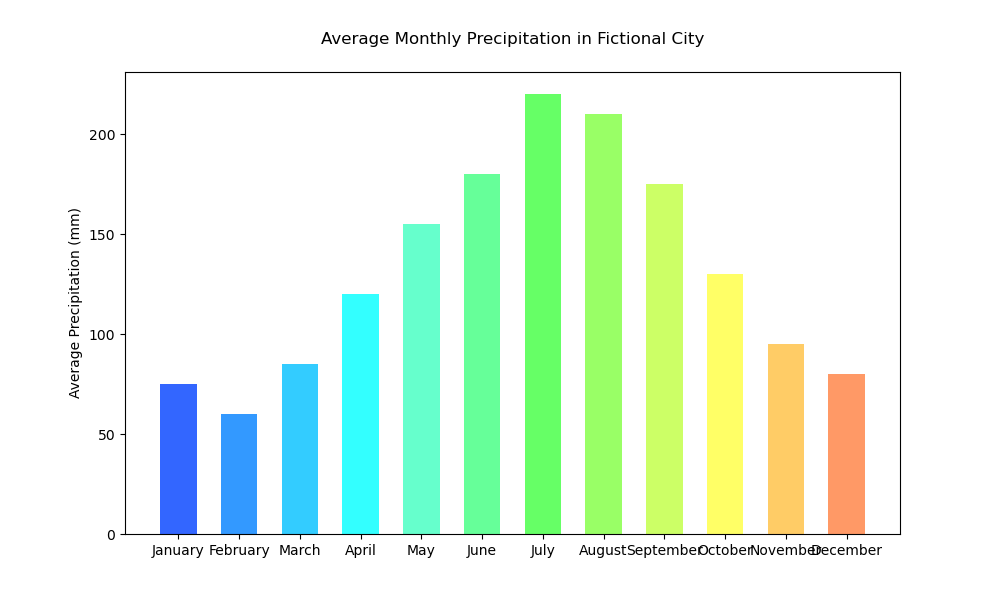 Average Monthly Precipitation in Fictional City
Average Precipitation (mm)
200
150
100
50
0
January February March April May June July August September October November December